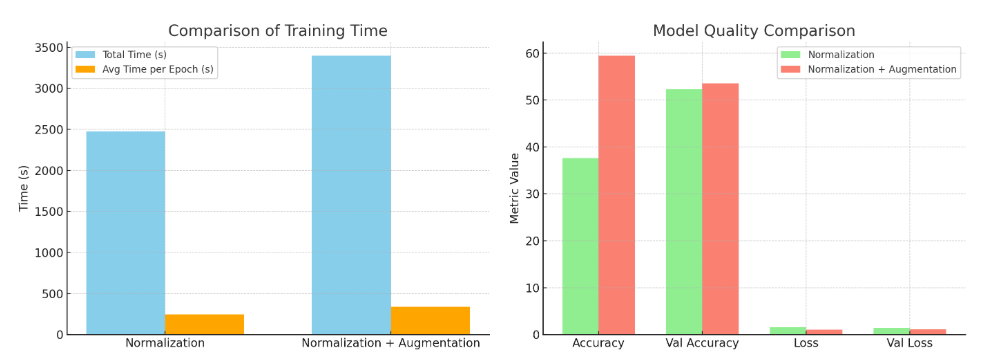 Comparison of Training Time
Total Time (s)
Avg Time per Epoch (s)
Time (s)
3500
3000
2500
2000
1500
1000
500
0
Normalization
Normalization + Augmentation
Model Quality Comparison
Normalization
Normalization + Augmentation
Metric Value
60
50
40
30
20
10
0
Accuracy
Val Accuracy
Loss
Val Loss